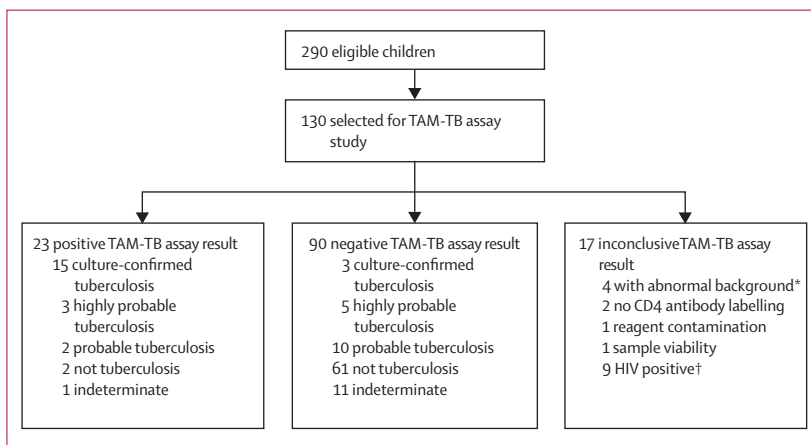 290 eligible children
130 selected for TAM-TB assay
study
23 positive TAM-TB assay result
15 culture-confirmed
tuberculosis
3 highly probable
tuberculosis
2 probable tuberculosis
2 not tuberculosis
1 indeterminate
90 negative TAM-TB assay result
3 culture-confirmed
tuberculosis
5 highly probable
tuberculosis
10 probable tuberculosis
61 not tuberculosis
11 indeterminate
17 inconclusive TAM-TB assay
result
4 with abnormal background*
2 no CD4 antibody labelling
1 reagent contamination
1 sample viability
9 HIV positive†